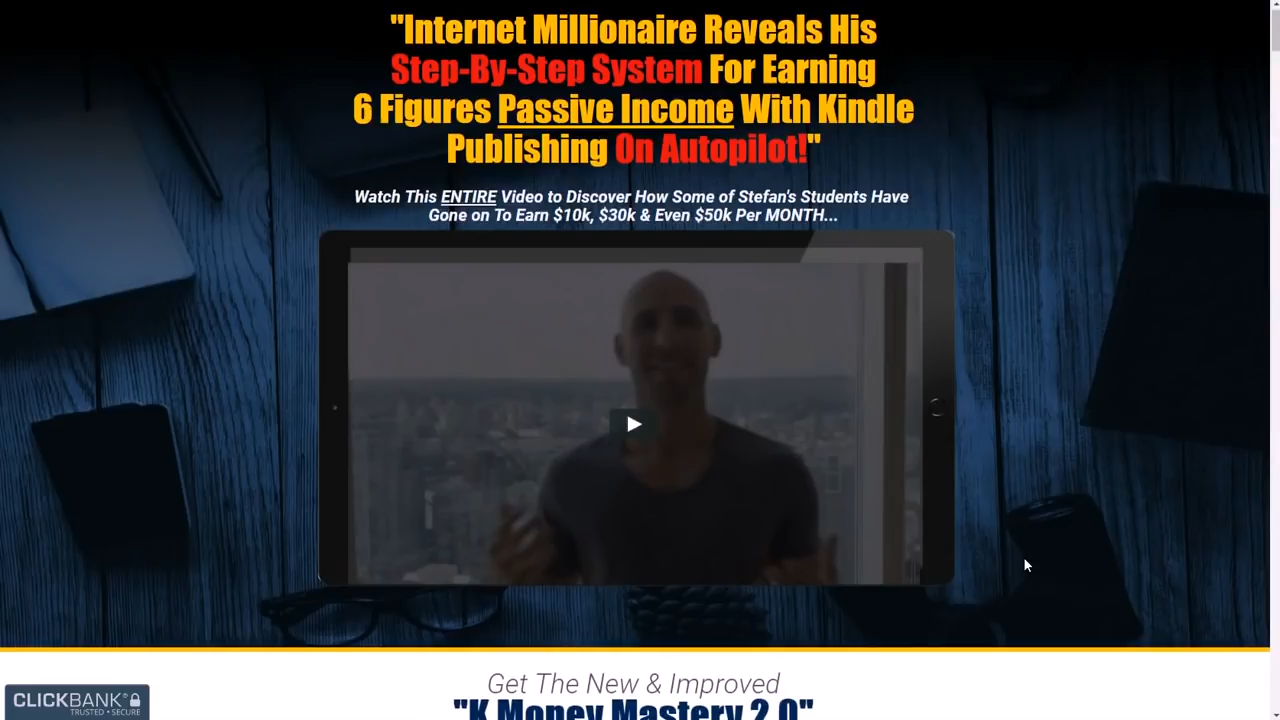 "Internet Millionaire Reveals His
Step-By-Step System For Earning
6 Figures Passive Income With Kindle
Publishing On Autopilot!"
Watch This ENTIRE Video to Discover How Some of Stefan's Students Have
Gone on To Earn $10k, $30k & Even $50k Per MONTH...
Get The New & Improved
"K Money Mastery 2.0"
CLICKBANK®
TRUSTED • SECURE